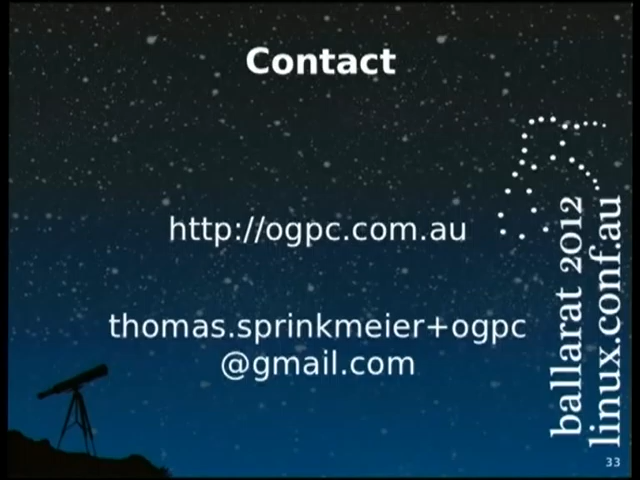 Contact
http://ogpc.com.au
thomas.sprinkmeier+ogpc
@gmail.com
ballarat 2012
linux.conf.au
33